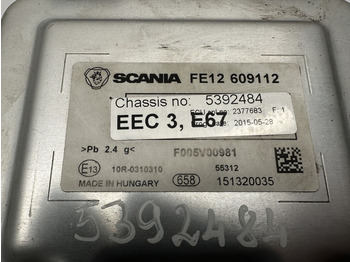 SCANIA FE12 609112
Chassis no: 5392484
2377683 E:1
EEC 3, E67
date: 2015-05-28
>Pb 2.4 g<
F005V00981
E13 10R-0310310
55312
MADE IN HUNGARY 658 151320035
5392484